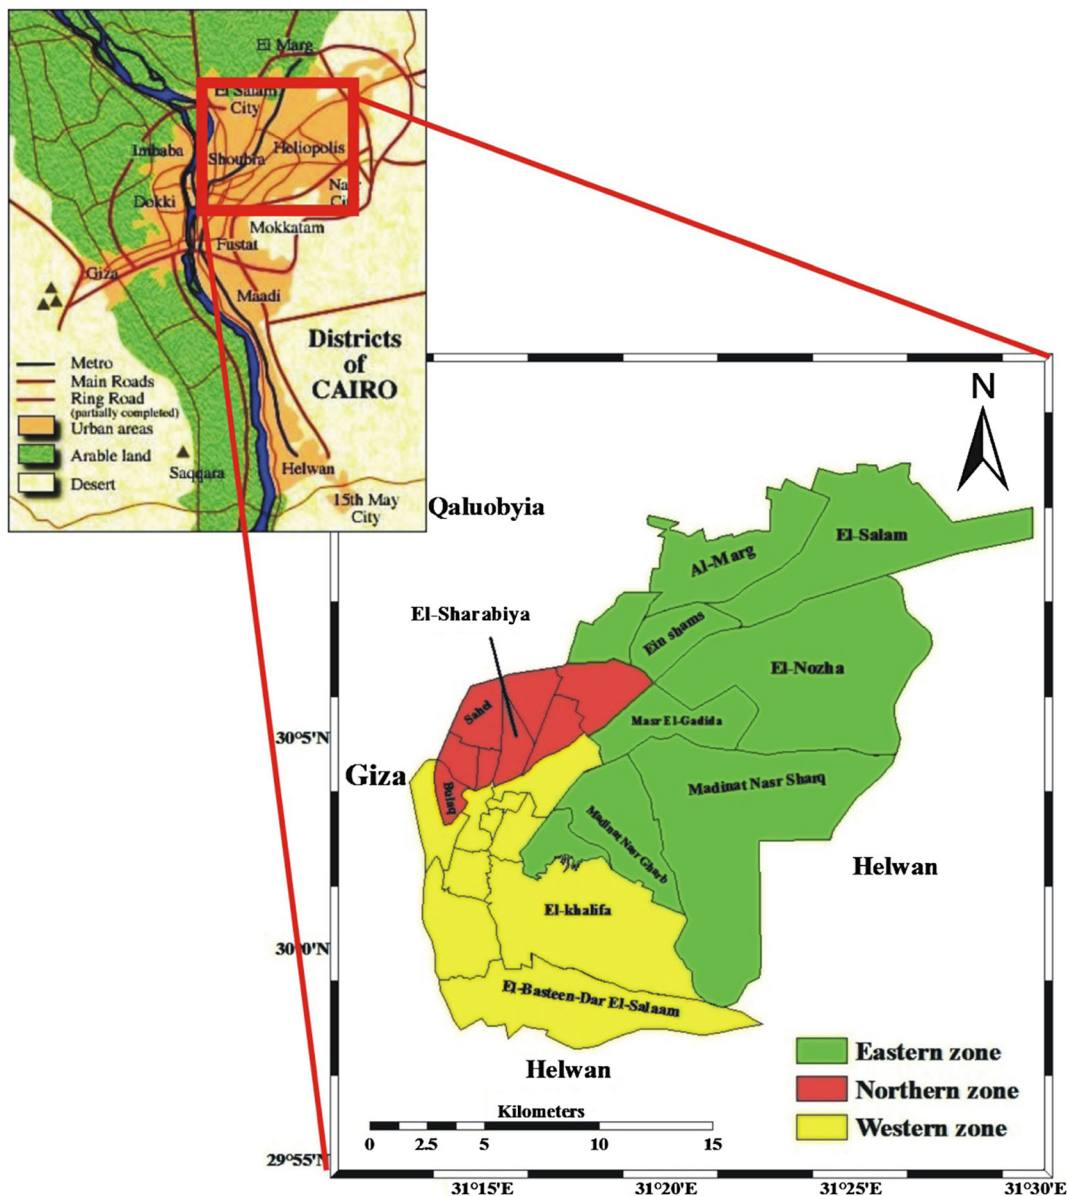 El Marg
El Salam
City
Imbaba
Shoubra
Heliopolis
Dokki
Mokkatam
Fustat
Giza
Maadi
Districts
of
CAIRO
Metro
Main Roads
Ring Road
(partially completed)
Urban areas
Arable land
Desert
Saqqara
Helwan
15th May
City
N
Qaluobyia
El-Salam
Al-Marg
El-Sharabiya
Ein shams
El-Nozha
Sahel
Masr El-Gadida
30°5'N
Giza
Madinat Nasr Sharq
Bulaq
Madinat Nasr Gharb
Helwan
El-khalifa
30°0'N
El-Basteen-Dar El-Salaam
Helwan
Eastern zone
Northern zone
Western zone
Kilometers
0 2.5 5 10 15
29°55'N
31°15'E 31°20'E 31°25'E 31°30'E